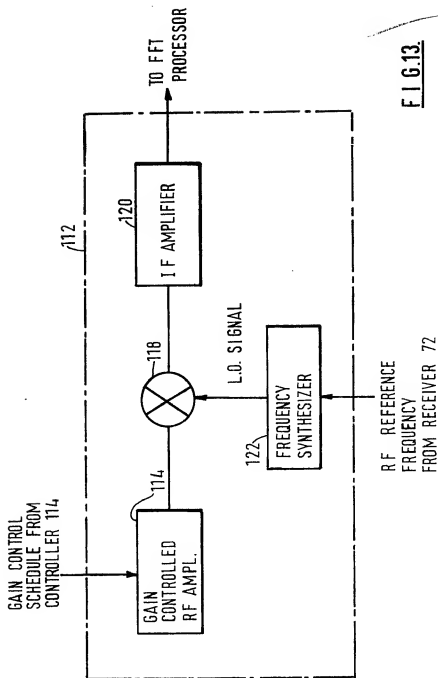 GAIN CONTROL
SCHEDULE FROM
CONTROLLER 114
112
114
GAIN
CONTROLLED
RF AMPL.
118
120
IF AMPLIFIER
TO FFT
PROCESSOR
L.O. SIGNAL
122
FREQUENCY
SYNTHESIZER
RF REFERENCE
FREQUENCY
FROM RECEIVER 72
FIG.13.